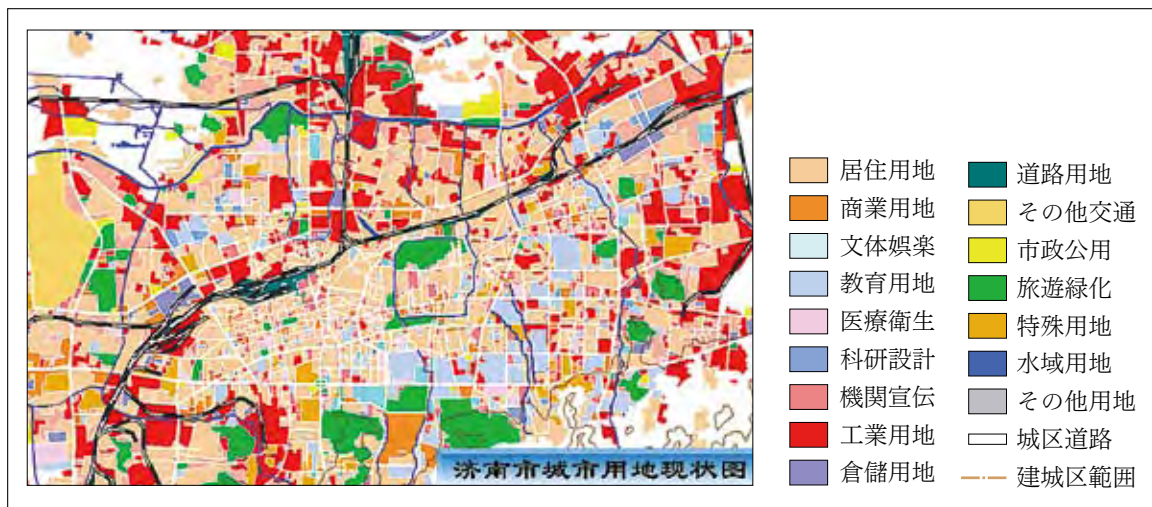 済南市城市用地现状图
居住用地
商業用地
文体娯楽
教育用地
医療衛生
科研設計
機関宣伝
工業用地
倉儲用地
道路用地
その他交通
市政公用
旅遊緑化
特殊用地
水域用地
その他用地
城区道路
建城区範囲